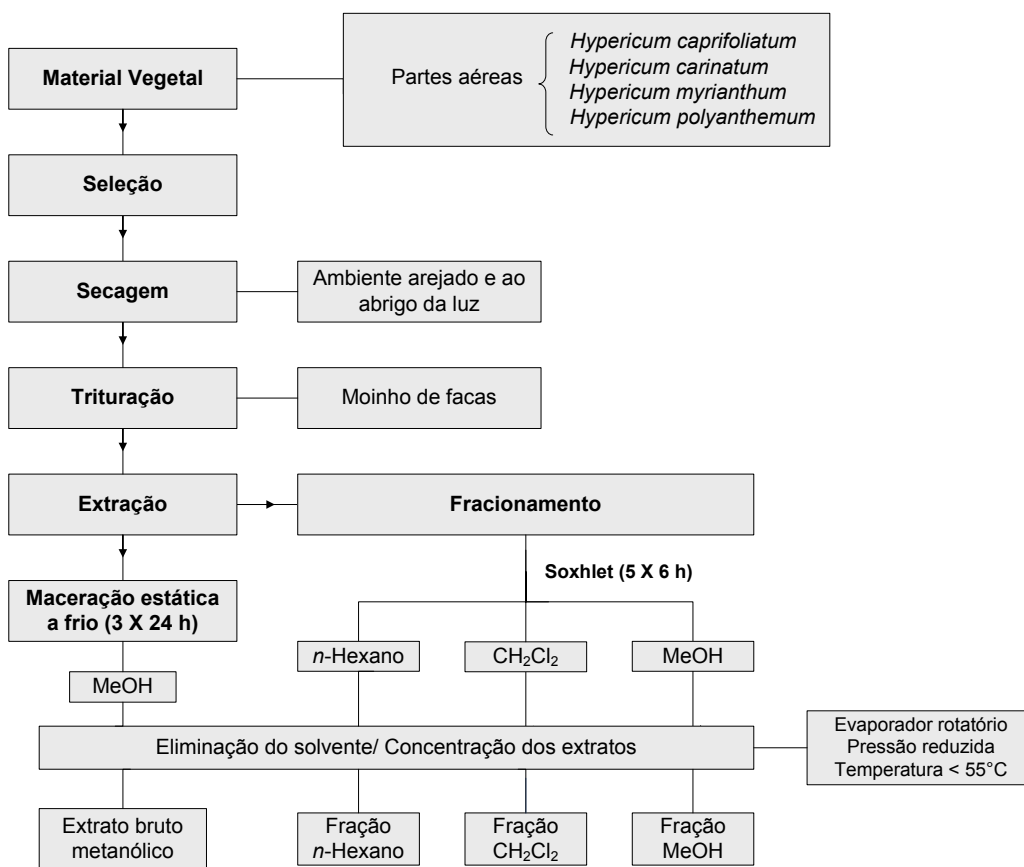 Material Vegetal
Partes aéreas
Hypericum caprifoliatum
Hypericum carinatum
Hypericum myrianthum
Hypericum polyanthemum
Seleção
Secagem
Ambiente arejado e ao
abrigo da luz
Trituração
Moinho de facas
Extração
Fracionamento
Soxhlet (5 X 6 h)
Maceração estática
a frio (3 X 24 h)
n-Hexano
CH₂Cl₂
MeOH
MeOH
Eliminação do solvente/ Concentração dos extratos
Evaporador rotatório
Pressão reduzida
Temperatura < 55°C
Extrato bruto
metanólico
Fração
n-Hexano
Fração
CH₂Cl₂
Fração
MeOH